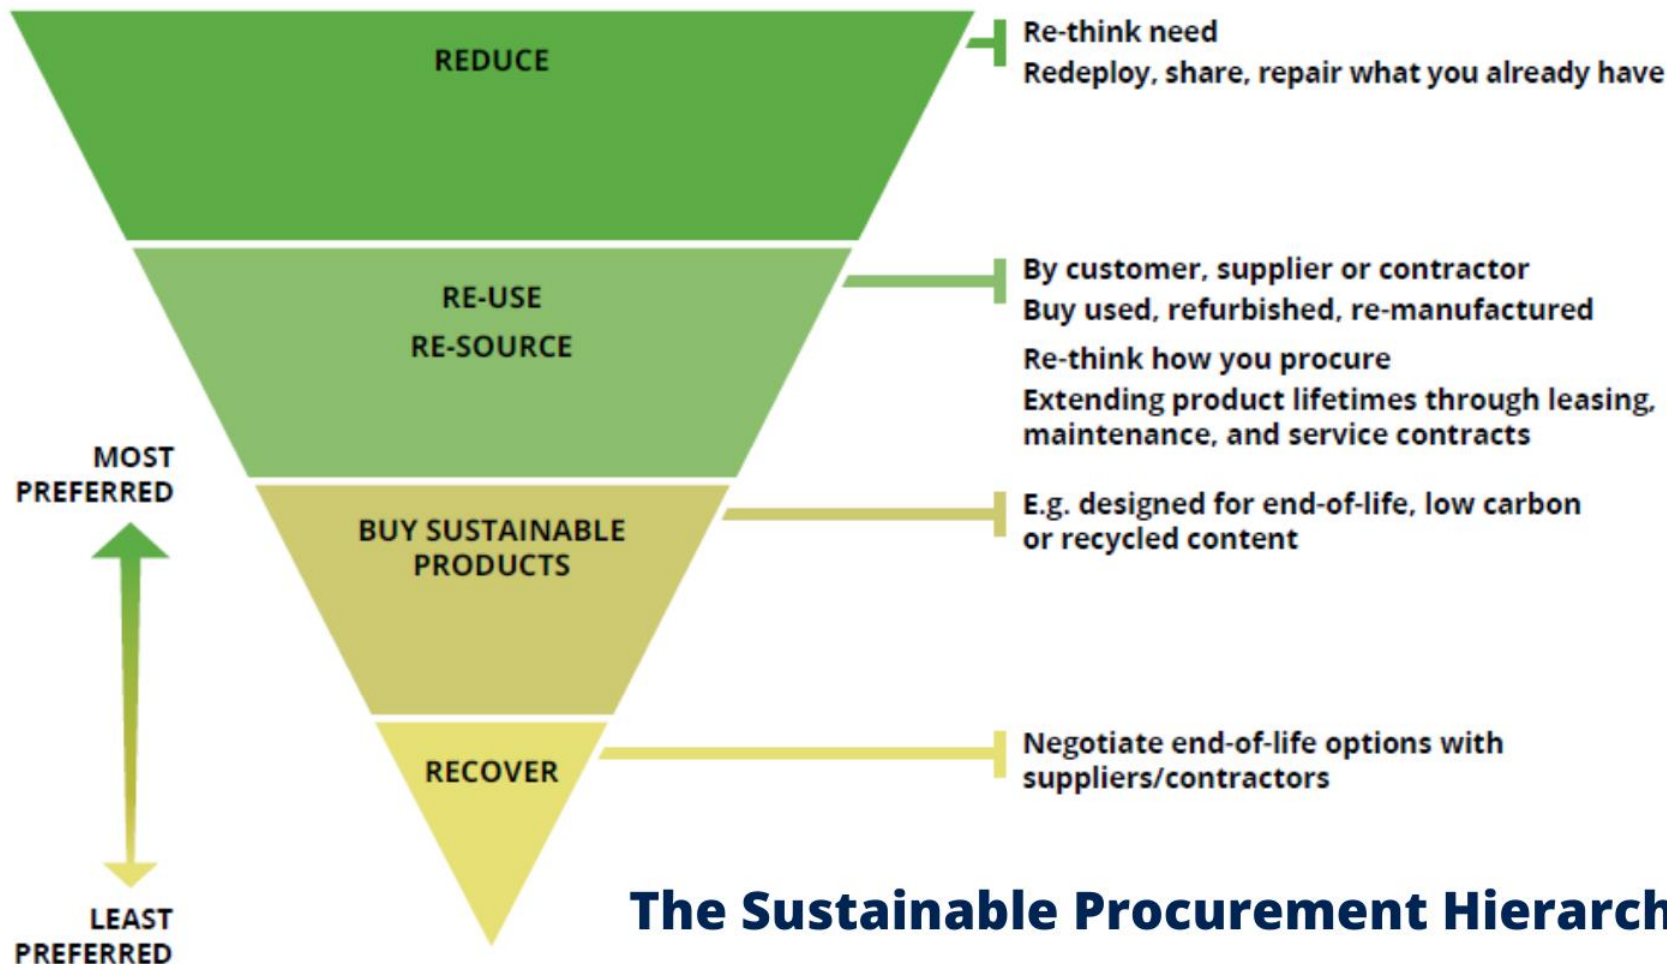 REDUCE
Re-think need
Redeploy, share, repair what you already have
RE-USE
RE-SOURCE
By customer, supplier or contractor
Buy used, refurbished, re-manufactured
Re-think how you procure
Extending product lifetimes through leasing,
maintenance, and service contracts
MOST
PREFERRED
BUY SUSTAINABLE
PRODUCTS
E.g. designed for end-of-life, low carbon
or recycled content
RECOVER
Negotiate end-of-life options with
suppliers/contractors
LEAST
PREFERRED
The Sustainable Procurement Hierarch